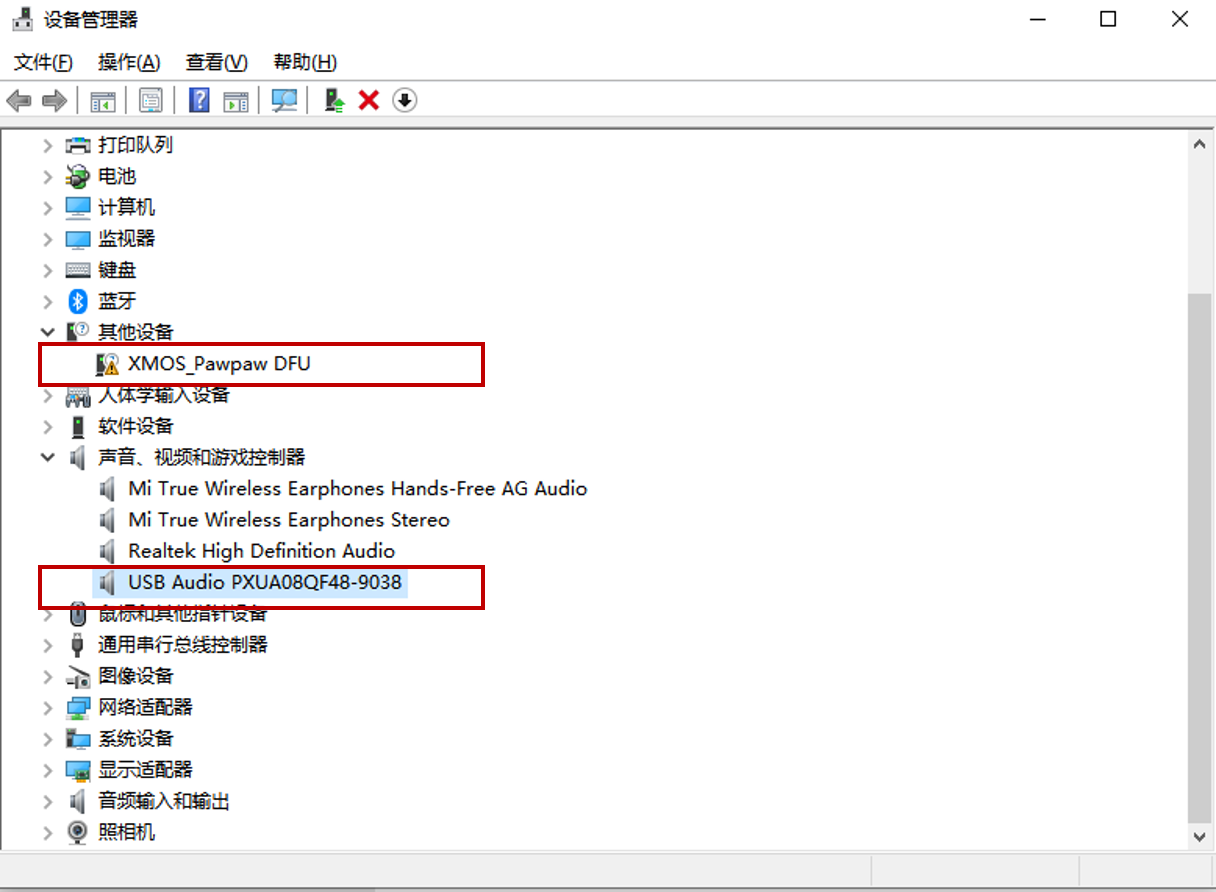 设备管理器
文件(F) 操作(A) 查看(V) 帮助(H)
打印队列
电池
计算机
监视器
键盘
蓝牙
其他设备
XMOS_Pawpaw DFU
人体学输入设备
软件设备
声音、视频和游戏控制器
Mi True Wireless Earphones Hands-Free AG Audio
Mi True Wireless Earphones Stereo
Realtek High Definition Audio
USB Audio PXUA08QF48-9038
鼠标和其他指针设备
通用串行总线控制器
图像设备
网络适配器
系统设备
显示适配器
音频输入和输出
照相机